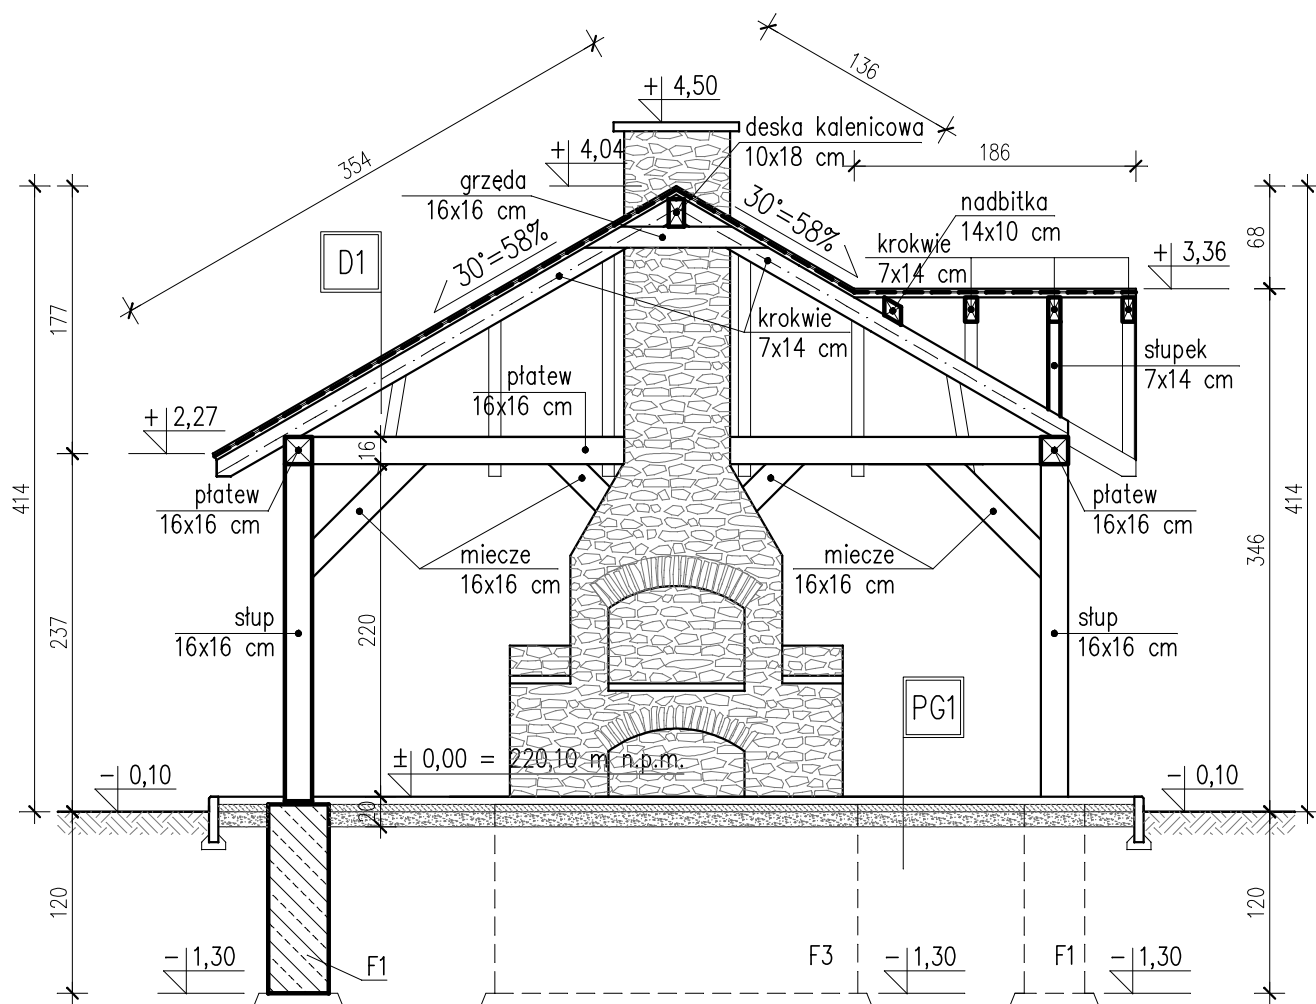 136
+ 4,50
deska kalenicowa
10x18 cm
+ 4,04
354
186
grzęda
16x16 cm
30°=58%
30°=58%
nadbitka
14x10 cm
krokwie
7x14 cm
+ 3,36
68
D1
177
krokwie
7x14 cm
słupek
7x14 cm
płatew
16x16 cm
+ 2,27
16
414
414
płatew
16x16 cm
płatew
16x16 cm
miecze
16x16 cm
miecze
16x16 cm
346
237
220
słup
16x16 cm
słup
16x16 cm
PG1
± 0,00 = 220,10 m n.p.m.
- 0,10
- 0,10
20
120
120
- 1,30
F1
F3
- 1,30
F1
- 1,30